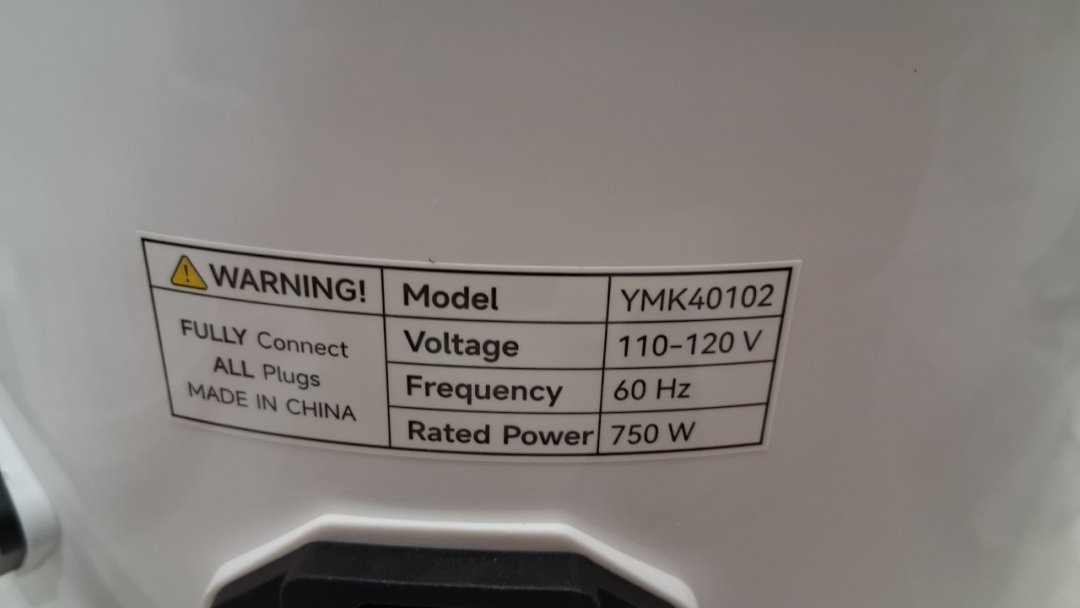 WARNING!
FULLY Connect
ALL Plugs
MADE IN CHINA
Model YMK40102
Voltage 110-120 V
Frequency 60 Hz
Rated Power 750 W